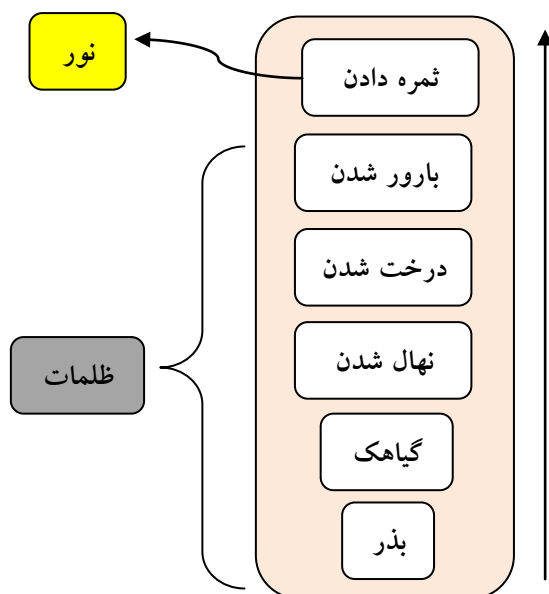 نور
ثمره دادن
بارور شدن
درخت شدن
نهال شدن
ظلمات
گیاهک
بذر